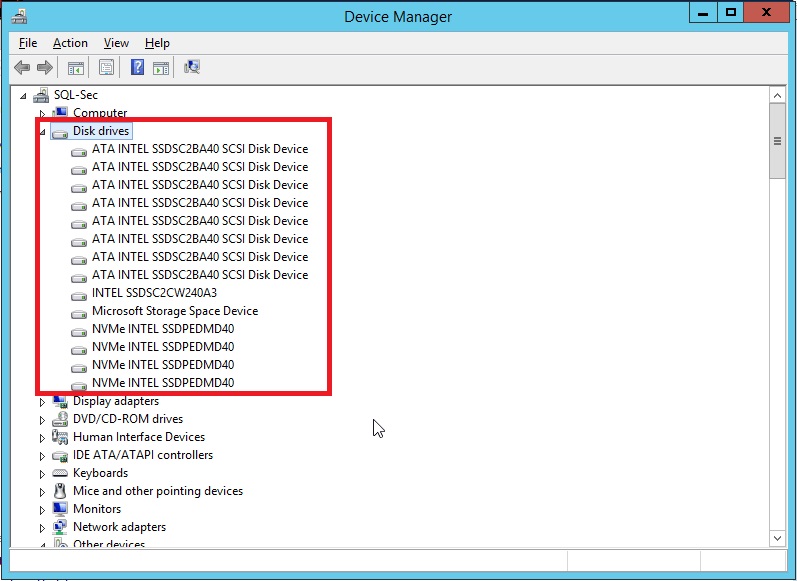 Device Manager
File Action View Help
SQL-Sec
Computer
Disk drives
ATA INTEL SSDSC2BA40 SCSI Disk Device
ATA INTEL SSDSC2BA40 SCSI Disk Device
ATA INTEL SSDSC2BA40 SCSI Disk Device
ATA INTEL SSDSC2BA40 SCSI Disk Device
ATA INTEL SSDSC2BA40 SCSI Disk Device
ATA INTEL SSDSC2BA40 SCSI Disk Device
ATA INTEL SSDSC2BA40 SCSI Disk Device
ATA INTEL SSDSC2BA40 SCSI Disk Device
INTEL SSDSC2CW240A3
Microsoft Storage Space Device
NVMe INTEL SSDPEDMD40
NVMe INTEL SSDPEDMD40
NVMe INTEL SSDPEDMD40
NVMe INTEL SSDPEDMD40
Display adapters
DVD/CD-ROM drives
Human Interface Devices
IDE ATA/ATAPI controllers
Keyboards
Mice and other pointing devices
Monitors
Network adapters
Other devices